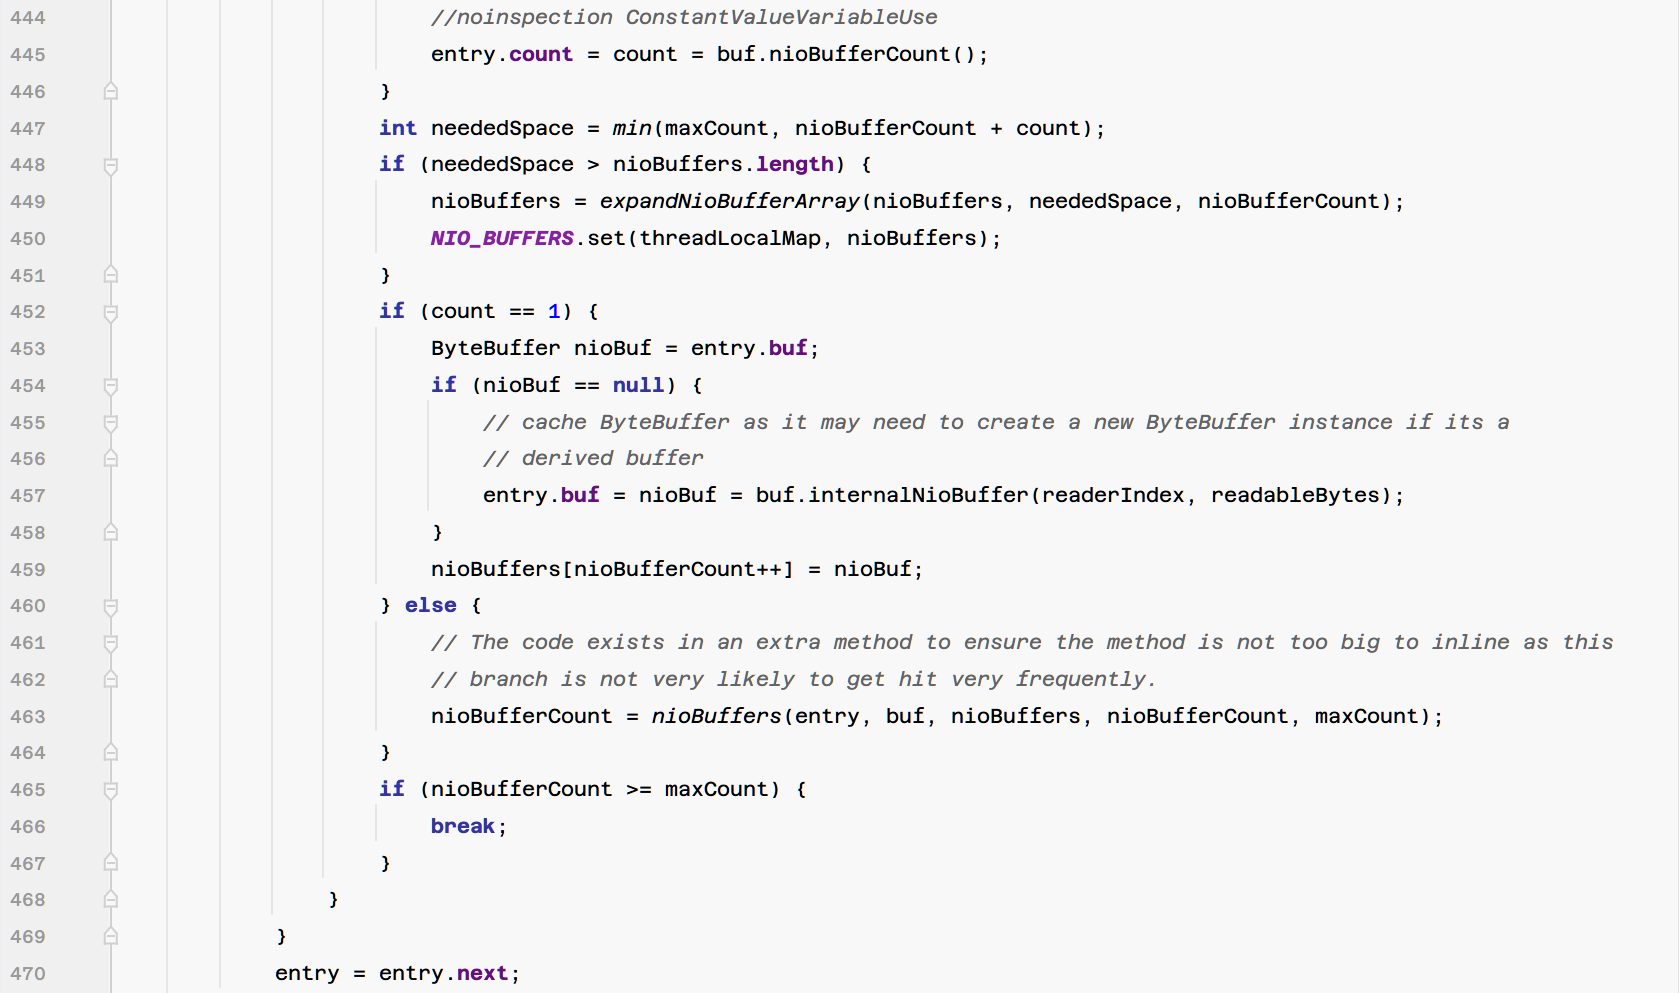 444 //noinspection ConstantValueVariableUse
445 entry.count = count = buf.nioBufferCount();
446 }
447 int neededSpace = min(maxCount, nioBufferCount + count);
448 if (neededSpace > nioBuffers.length) {
449 nioBuffers = expandNioBufferArray(nioBuffers, neededSpace, nioBufferCount);
450 NIO_BUFFERS.set(threadLocalMap, nioBuffers);
451 }
452 if (count == 1) {
453 ByteBuffer nioBuf = entry.buf;
454 if (nioBuf == null) {
455 // cache ByteBuffer as it may need to create a new ByteBuffer instance if its a
456 // derived buffer
457 entry.buf = nioBuf = buf.internalNioBuffer(readerIndex, readableBytes);
458 }
459 nioBuffers[nioBufferCount++] = nioBuf;
460 } else {
461 // The code exists in an extra method to ensure the method is not too big to inline as this
462 // branch is not very likely to get hit very frequently.
463 nioBufferCount = nioBuffers(entry, buf, nioBuffers, nioBufferCount, maxCount);
464 }
465 if (nioBufferCount >= maxCount) {
466 break;
467 }
468 }
469 }
470 entry = entry.next;